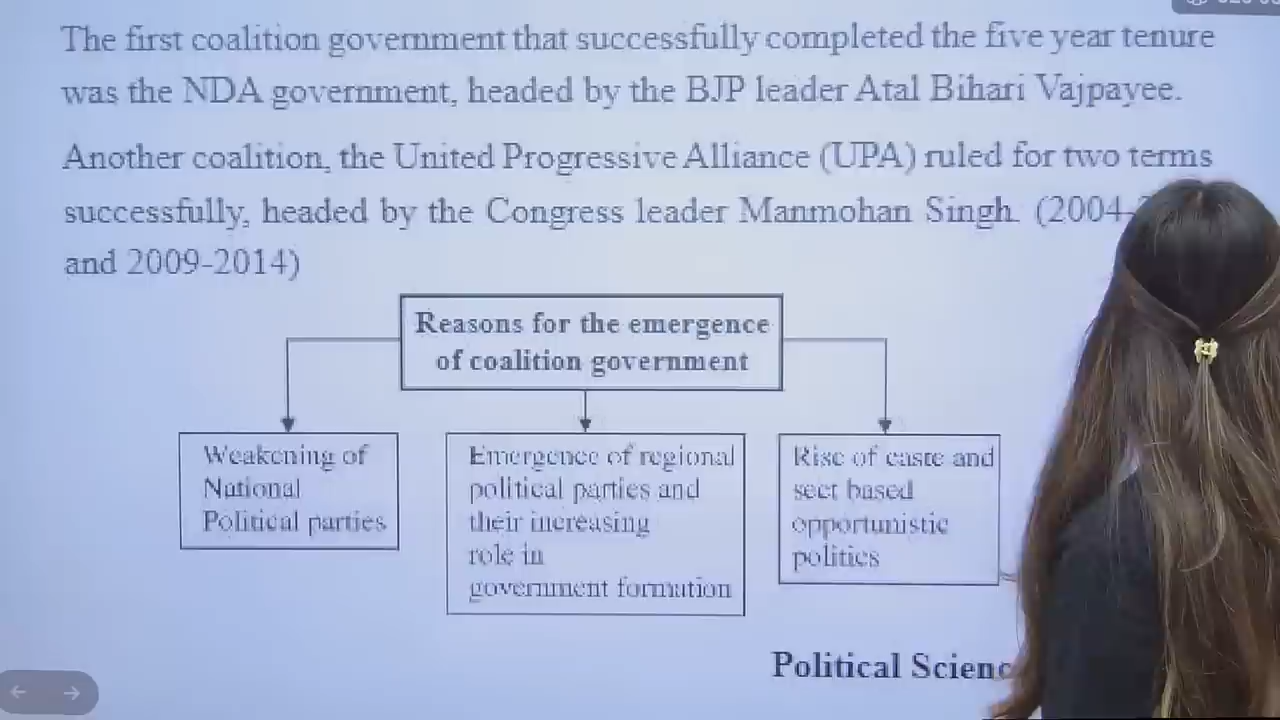 The first coalition government that successfully completed the five year tenure
was the NDA government, headed by the BJP leader Atal Bihari Vajpayee.
Another coalition, the United Progressive Alliance (UPA) ruled for two terms
successfully, headed by the Congress leader Manmohan Singh. (2004-
and 2009-2014)
Reasons for the emergence
of coalition government
Weakening of
National
Political parties
Emergence of regional
political parties and
their increasing
role in
government formation
Rise of caste and
sect based
opportunistic
politics
Political